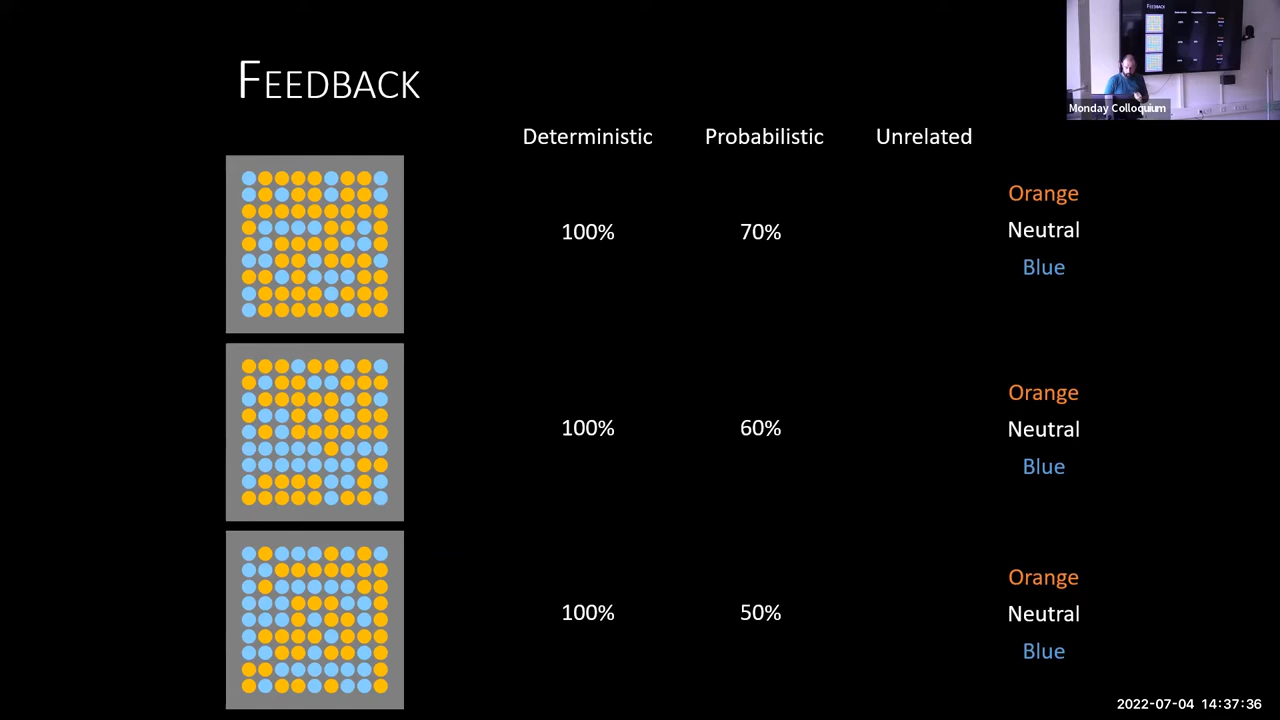 FEEDBACK
Monday Colloquium
Deterministic Probabilistic Unrelated
100% 70%
Orange
Neutral
Blue
100% 60%
Orange
Neutral
Blue
100% 50%
Orange
Neutral
Blue
2022-07-04 14:37:36